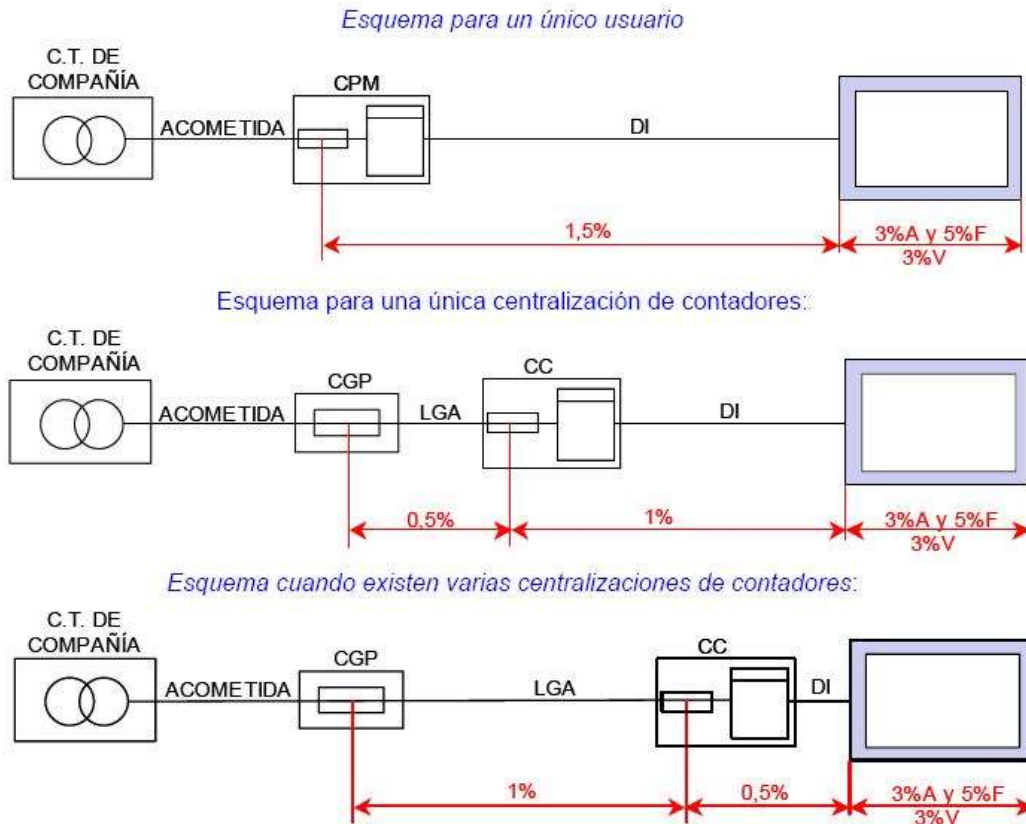 Esquema para un único usuario
C.T. DE
COMPAÑÍA
CPM
ACOMETIDA
DI
1,5%
3%A y 5%F
3%V
Esquema para una única centralización de contadores:
C.T. DE
COMPAÑÍA
CGP
CC
ACOMETIDA
LGA
DI
0,5%
1%
3%A y 5%F
3%V
Esquema cuando existen varias centralizaciones de contadores:
C.T. DE
COMPAÑÍA
CGP
CC
ACOMETIDA
LGA
DI
1%
0,5%
3%A y 5%F
3%V